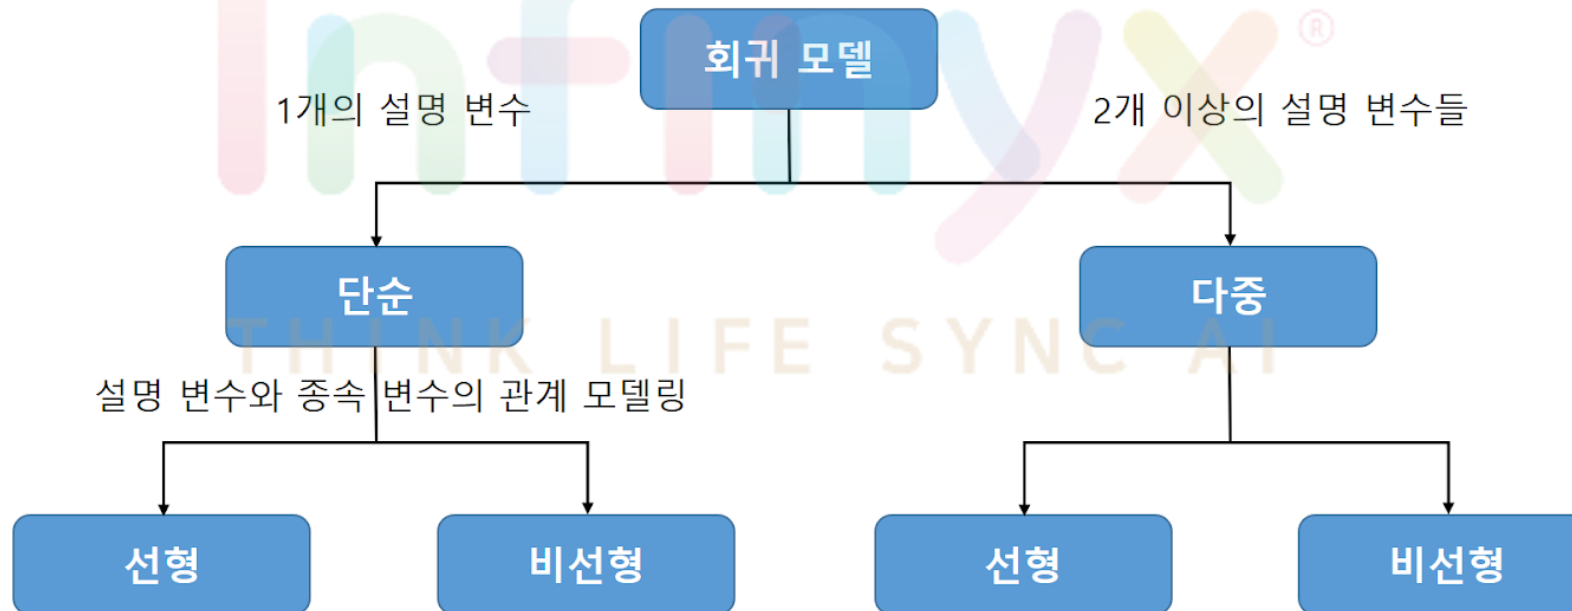 Infinyx®
회귀 모델
1개의 설명 변수
2개 이상의 설명 변수들
단순
다중
THINK LIFE SYNC AI
설명 변수와 종속 변수의 관계 모델링
선형
비선형
선형
비선형